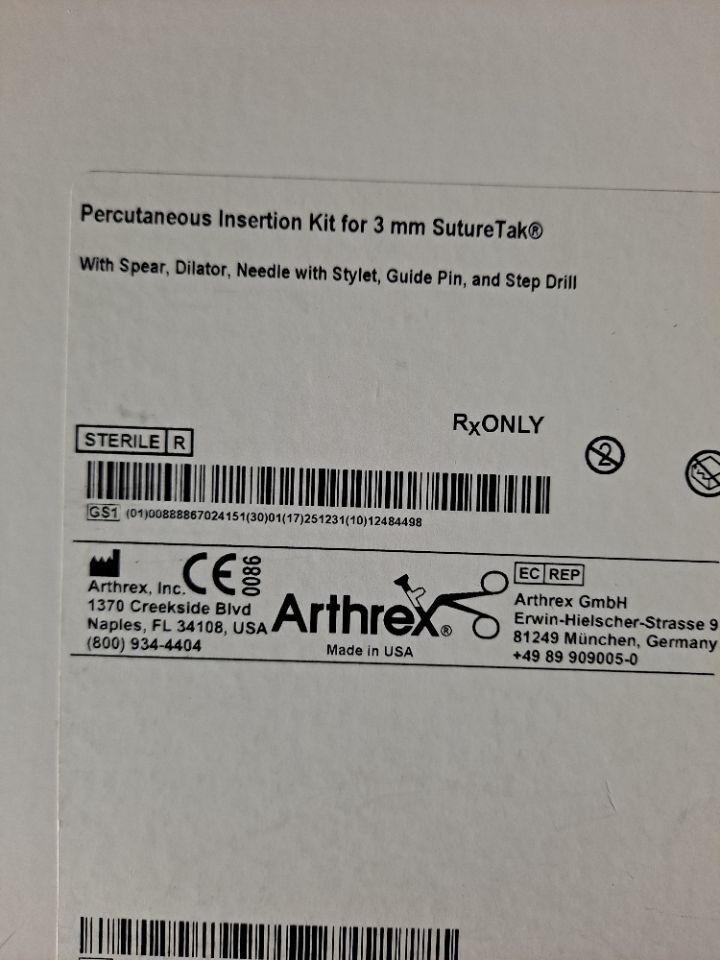 Percutaneous Insertion Kit for 3 mm SutureTak®
With Spear, Dilator, Needle with Stylet, Guide Pin, and Step Drill
RxONLY
STERILE R
2
GS1 (01)00888867024151(30)01(17)251231(10)12484498
CE 0086
Arthrex, Inc.
1370 Creekside Blvd
Naples, FL 34108, USA
(800) 934-4404
Arthrex®
Made in USA
EC REP
Arthrex GmbH
Erwin-Hielscher-Strasse 9
81249 München, Germany
+49 89 909005-0